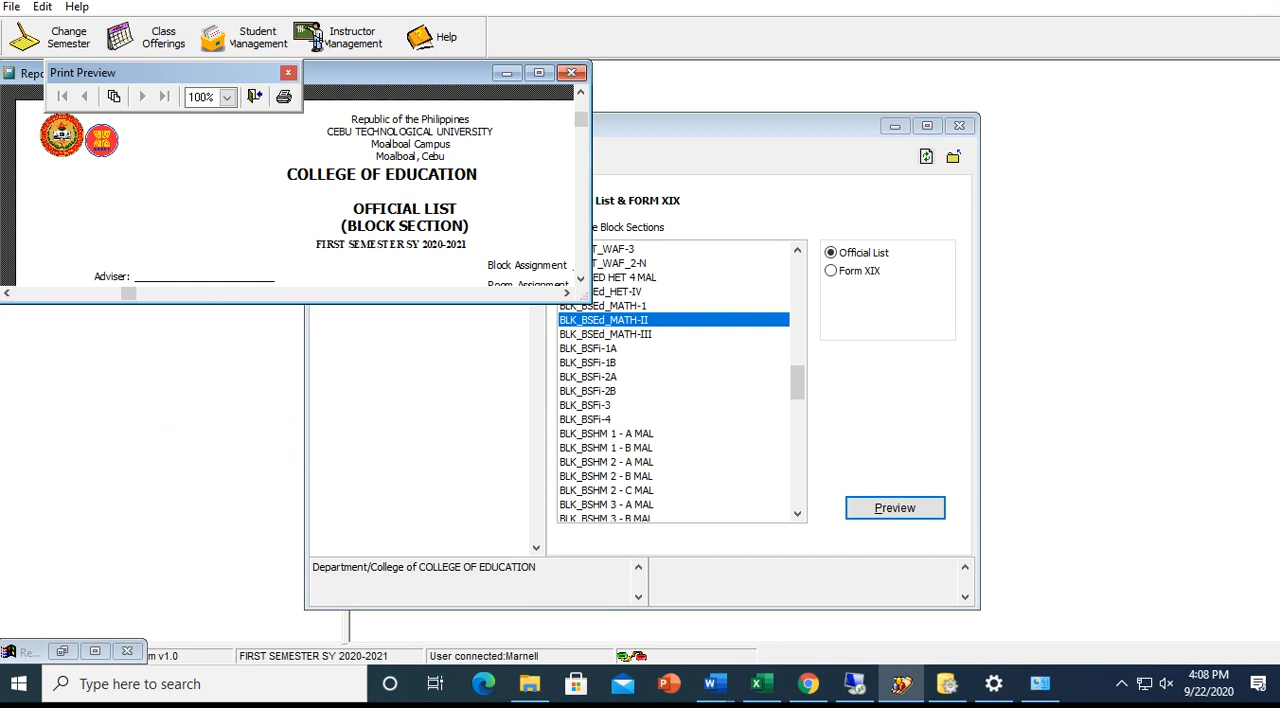 File Edit Help
Change Semester
Class Offerings
Student Management
Instructor Management
Help
Print Preview
100%
Republic of the Philippines
CEBU TECHNOLOGICAL UNIVERSITY
Moalboal Campus
Moalboal, Cebu
COLLEGE OF EDUCATION
OFFICIAL LIST
(BLOCK SECTION)
FIRST SEMESTER SY 2020-2021
Block Assignment
Adviser:
Room Assignment
List & FORM XIX
Block Sections
T_WAF-3
T_WAF_2-N
ED HET 4 MAL
Ed_HET-IV
BLK_BSEd_MATH-1
BLK_BSEd_MATH-II
BLK_BSEd_MATH-III
BLK_BSFi-1A
BLK_BSFi-1B
BLK_BSFi-2A
BLK_BSFi-2B
BLK_BSFi-3
BLK_BSFi-4
BLK_BSHM 1 - A MAL
BLK_BSHM 1 - B MAL
BLK_BSHM 2 - A MAL
BLK_BSHM 2 - B MAL
BLK_BSHM 2 - C MAL
BLK_BSHM 3 - A MAL
BLK_BSHM 3 - B MAL
Official List
Form XIX
Preview
Department/College of COLLEGE OF EDUCATION
Re...
m v1.0
FIRST SEMESTER SY 2020-2021
User connected:Marnell
Type here to search
4:08 PM
9/22/2020